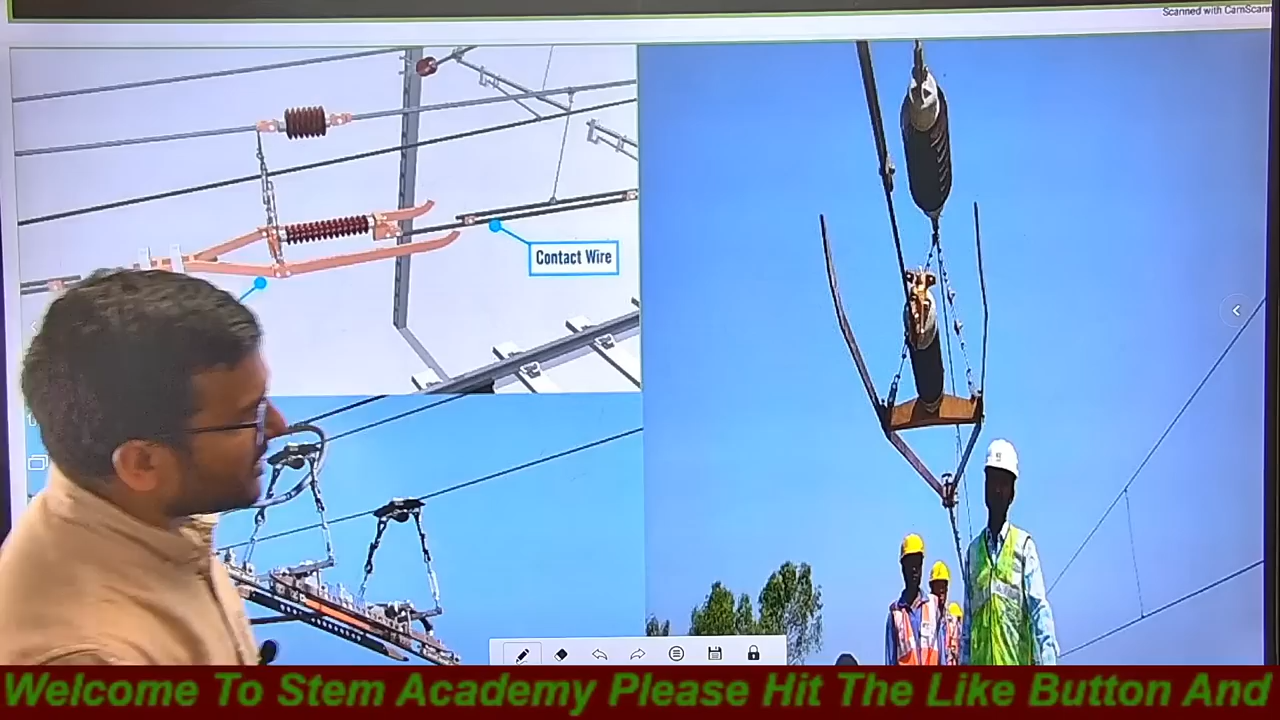 Scanned with CamScann
Contact Wire
Welcome To Stem Academy Please Hit The Like Button And